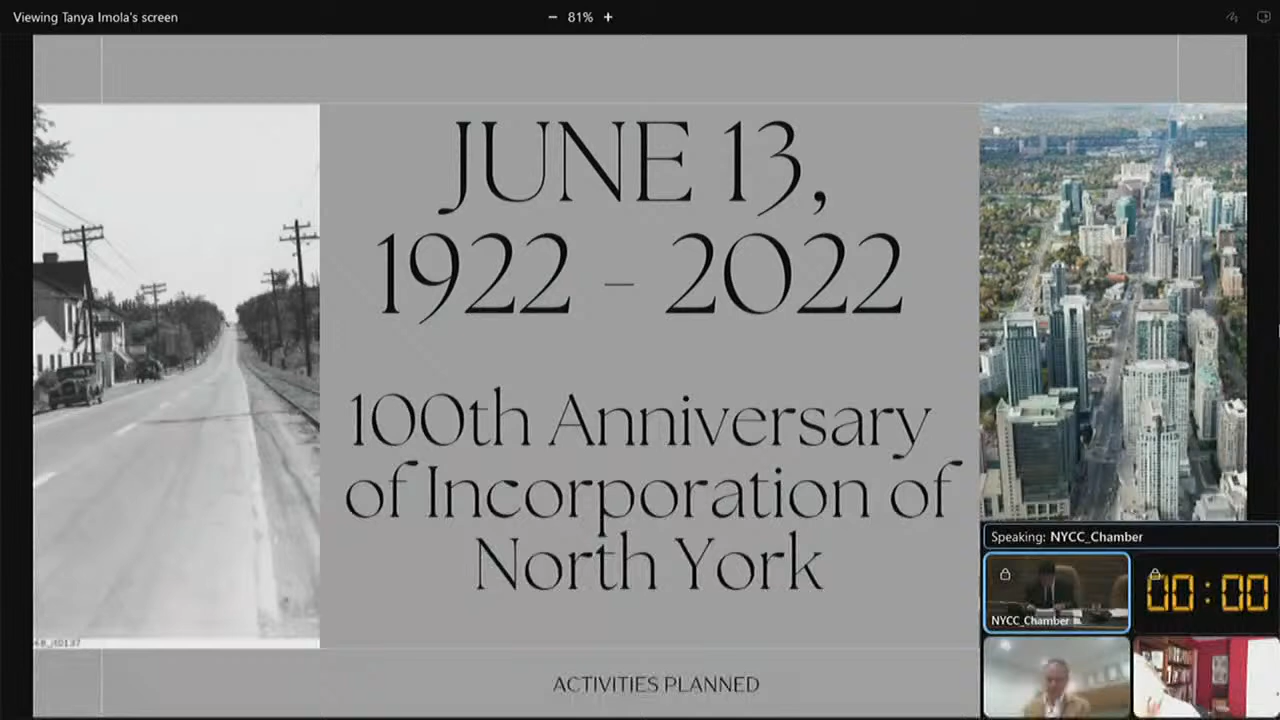 Viewing Tanya Imola's screen
− 81% +
JUNE 13,
1922 – 2022
100th Anniversary
of Incorporation of
North York
ACTIVITIES PLANNED
Speaking: NYCC_Chamber
NYCC_Chamber
00:00